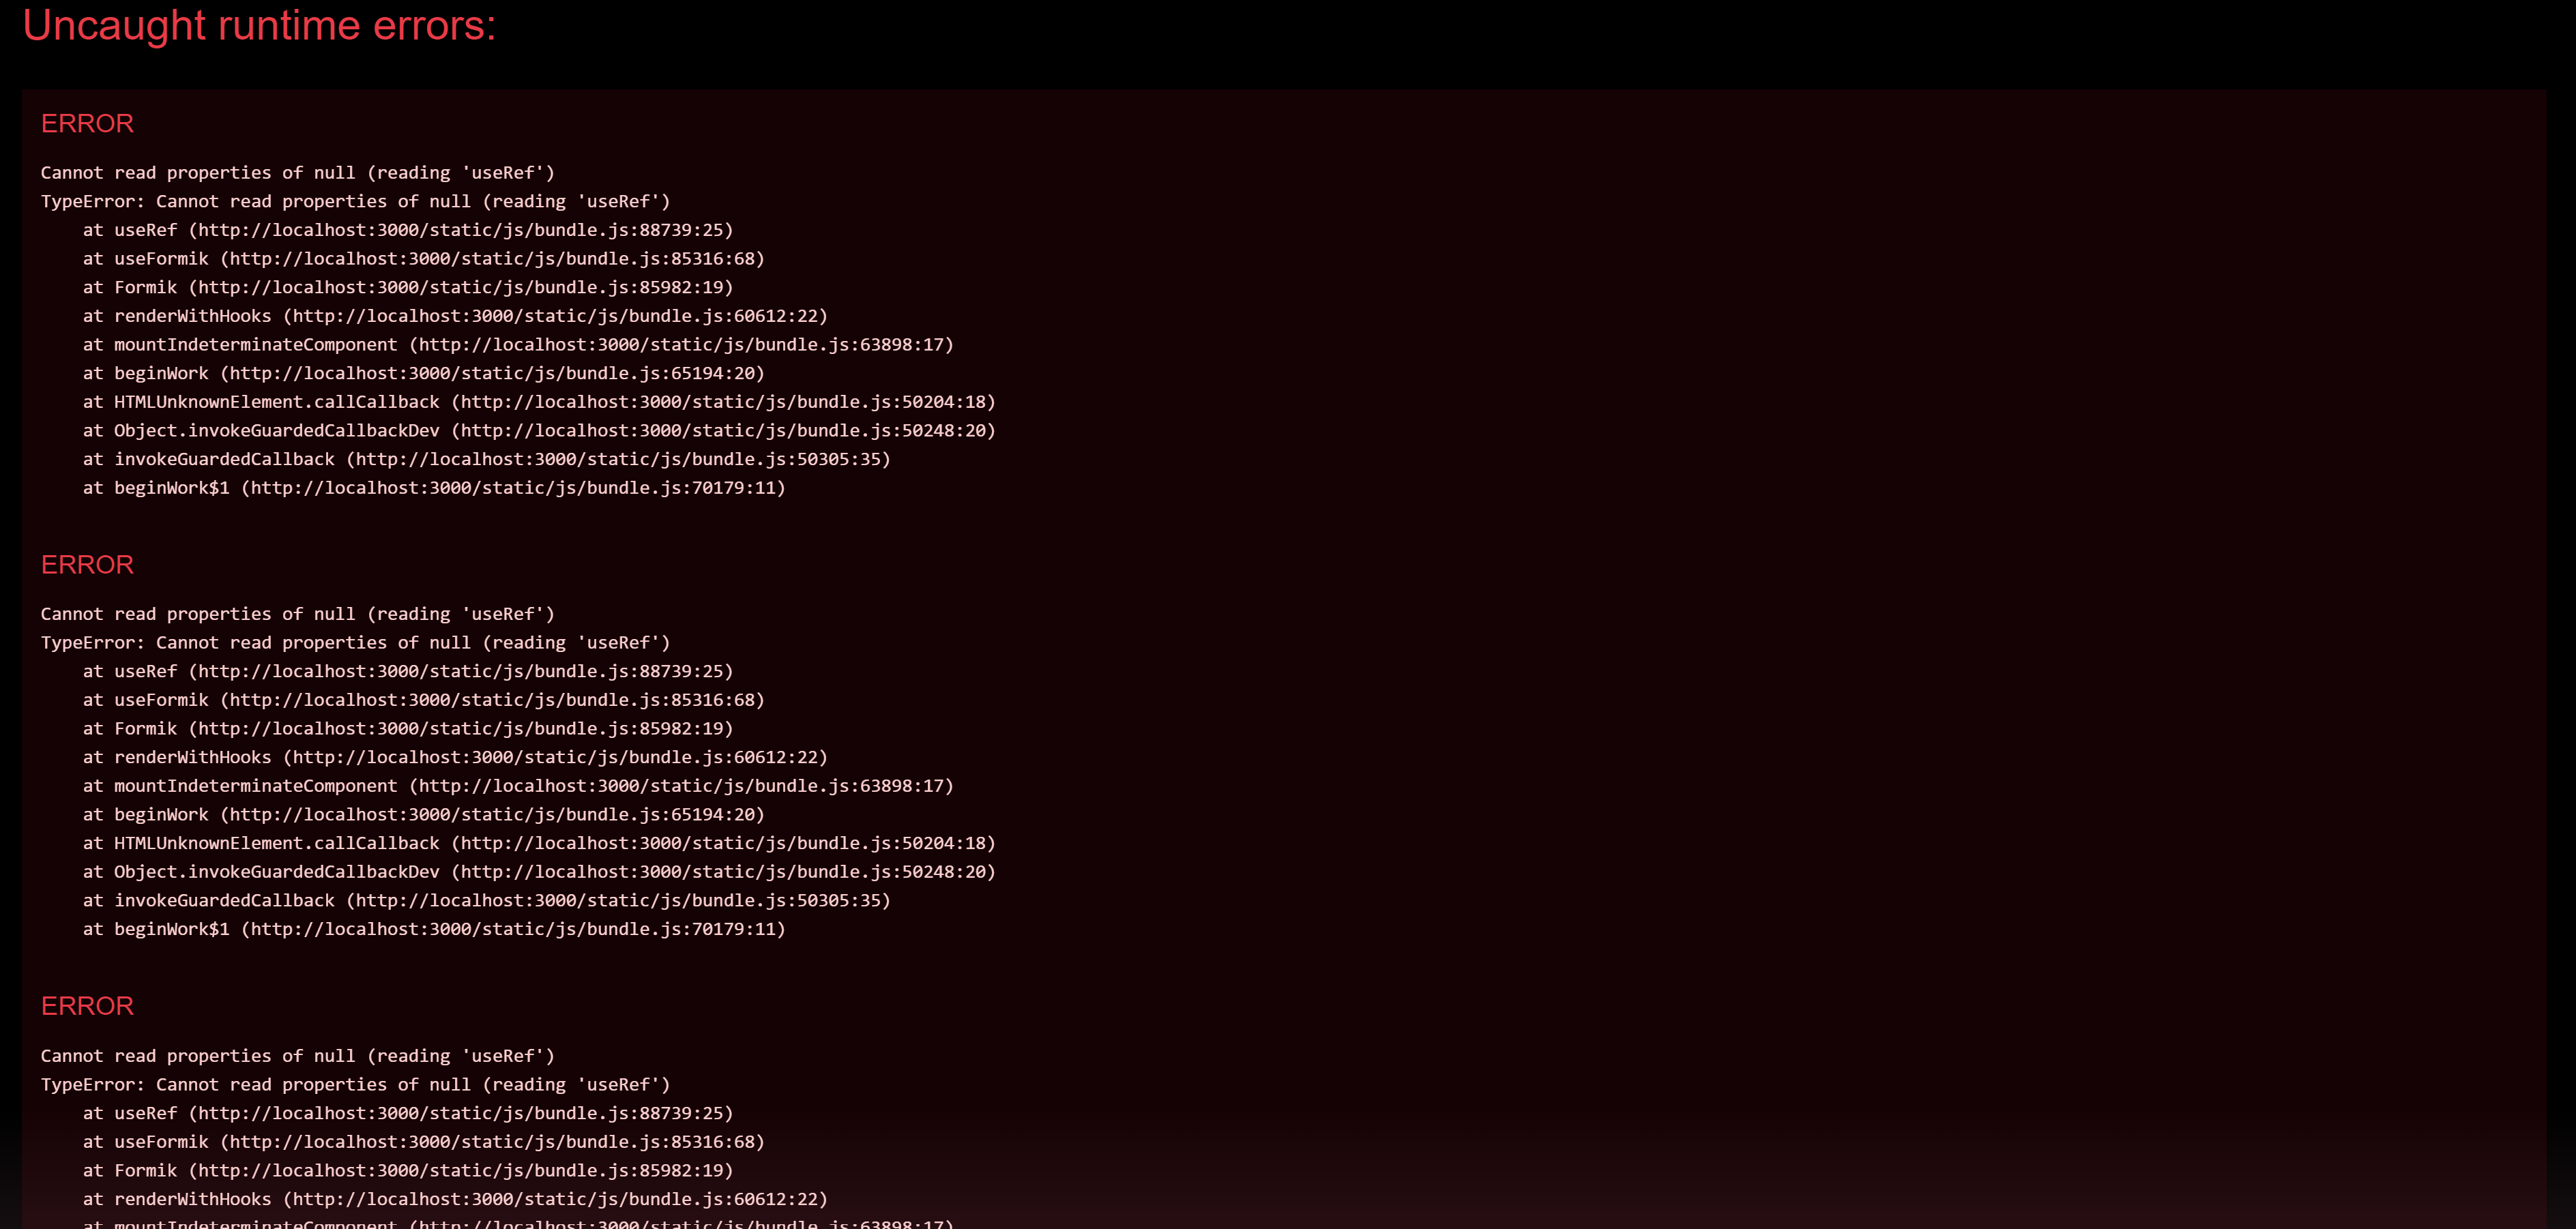 Uncaught runtime errors:
ERROR
Cannot read properties of null (reading 'useRef')
TypeError: Cannot read properties of null (reading 'useRef')
at useRef (http://localhost:3000/static/js/bundle.js:88739:25)
at useFormik (http://localhost:3000/static/js/bundle.js:85316:68)
at Formik (http://localhost:3000/static/js/bundle.js:85982:19)
at renderWithHooks (http://localhost:3000/static/js/bundle.js:60612:22)
at mountIndeterminateComponent (http://localhost:3000/static/js/bundle.js:63898:17)
at beginWork (http://localhost:3000/static/js/bundle.js:65194:20)
at HTMLUnknownElement.callCallback (http://localhost:3000/static/js/bundle.js:50204:18)
at Object.invokeGuardedCallbackDev (http://localhost:3000/static/js/bundle.js:50248:20)
at invokeGuardedCallback (http://localhost:3000/static/js/bundle.js:50305:35)
at beginWork$1 (http://localhost:3000/static/js/bundle.js:70179:11)
ERROR
Cannot read properties of null (reading 'useRef')
TypeError: Cannot read properties of null (reading 'useRef')
at useRef (http://localhost:3000/static/js/bundle.js:88739:25)
at useFormik (http://localhost:3000/static/js/bundle.js:85316:68)
at Formik (http://localhost:3000/static/js/bundle.js:85982:19)
at renderWithHooks (http://localhost:3000/static/js/bundle.js:60612:22)
at mountIndeterminateComponent (http://localhost:3000/static/js/bundle.js:63898:17)
at beginWork (http://localhost:3000/static/js/bundle.js:65194:20)
at HTMLUnknownElement.callCallback (http://localhost:3000/static/js/bundle.js:50204:18)
at Object.invokeGuardedCallbackDev (http://localhost:3000/static/js/bundle.js:50248:20)
at invokeGuardedCallback (http://localhost:3000/static/js/bundle.js:50305:35)
at beginWork$1 (http://localhost:3000/static/js/bundle.js:70179:11)
ERROR
Cannot read properties of null (reading 'useRef')
TypeError: Cannot read properties of null (reading 'useRef')
at useRef (http://localhost:3000/static/js/bundle.js:88739:25)
at useFormik (http://localhost:3000/static/js/bundle.js:85316:68)
at Formik (http://localhost:3000/static/js/bundle.js:85982:19)
at renderWithHooks (http://localhost:3000/static/js/bundle.js:60612:22)
at mountIndeterminateComponent (http://localhost:3000/static/js/bundle.js:63898:17)